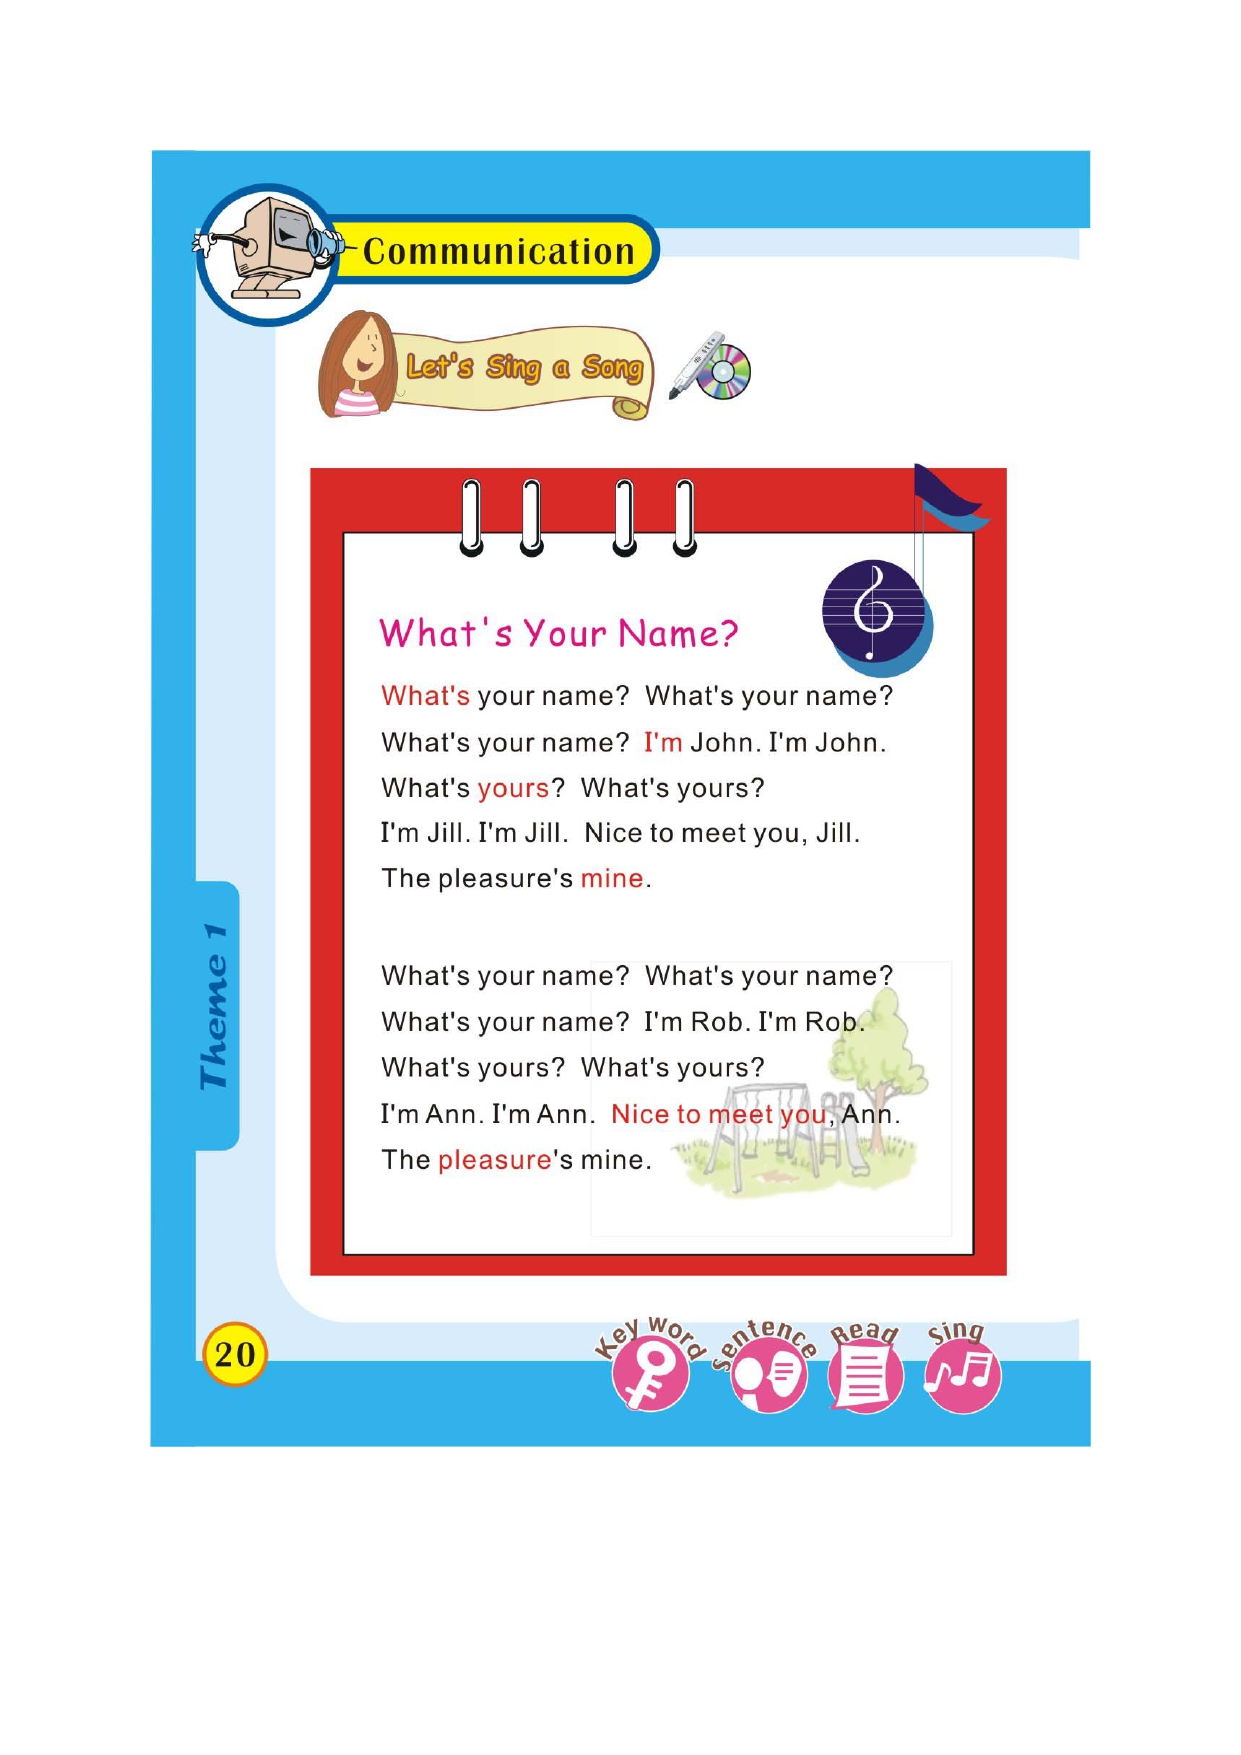 Communication
Let's Sing a Song
What's Your Name?
What's your name? What's your name?
What's your name? I'm John. I'm John.
What's yours? What's yours?
I'm Jill. I'm Jill. Nice to meet you, Jill.
The pleasure's mine.
What's your name? What's your name?
What's your name? I'm Rob. I'm Rob.
What's yours? What's yours?
I'm Ann. I'm Ann. Nice to meet you, Ann.
The pleasure's mine.
Theme 1
20
Key Word
Sentence
Read
Sing